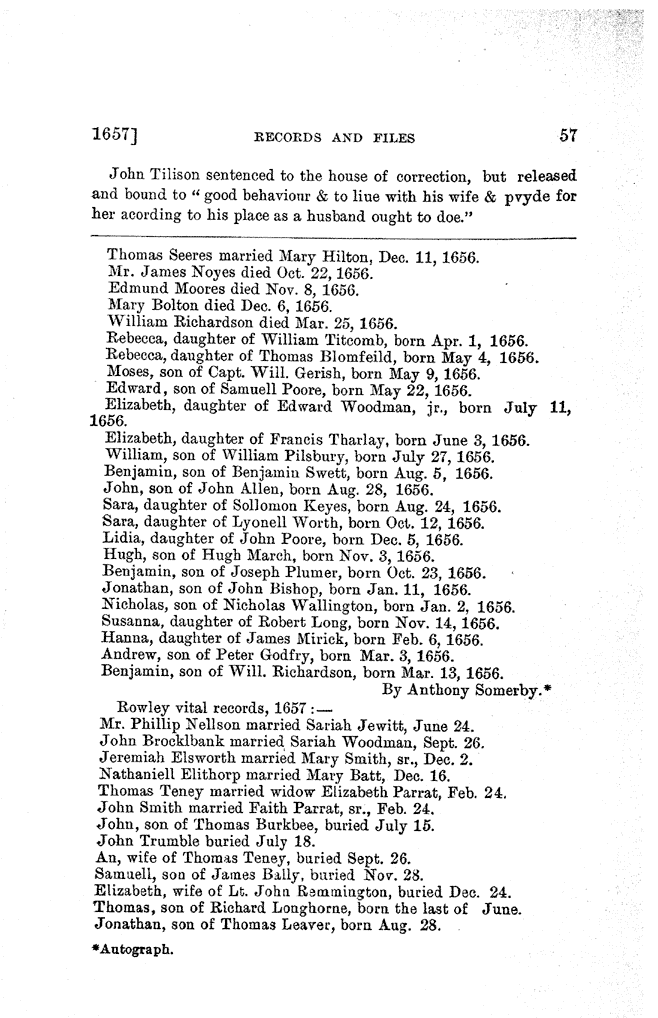 1657] RECORDS AND FILES 57
John Tilison sentenced to the house of correction, but released
and bound to " good behaviour & to liue with his wife & pvyde for
her acording to his place as a husband ought to doe."
Thomas Seeres married Mary Hilton, Dec. 11, 1656.
Mr. James Noyes died Oct. 22, 1656.
Edmund Moores died Nov. 8, 1656.
Mary Bolton died Dec. 6, 1656.
William Richardson died Mar. 25, 1656.
Rebecca, daughter of William Titcomb, born Apr. 1, 1656.
Rebecca, daughter of Thomas Blomfeild, born May 4, 1656.
Moses, son of Capt. Will. Gerish, born May 9, 1656.
Edward, son of Samuell Poore, born May 22, 1656.
Elizabeth, daughter of Edward Woodman, jr., born July 11,
1656.
Elizabeth, daughter of Francis Tharlay, born June 3, 1656.
William, son of William Pilsbury, born July 27, 1656.
Benjamin, son of Benjamin Swett, born Aug. 5, 1656.
John, son of John Allen, born Aug. 28, 1656.
Sara, daughter of Sollomon Keyes, born Aug. 24, 1656.
Sara, daughter of Lyonell Worth, born Oct. 12, 1656.
Lidia, daughter of John Poore, born Dec. 5, 1656.
Hugh, son of Hugh March, born Nov. 3, 1656.
Benjamin, son of Joseph Plumer, born Oct. 23, 1656.
Jonathan, son of John Bishop, born Jan. 11, 1656.
Nicholas, son of Nicholas Wallington, born Jan. 2, 1656.
Susanna, daughter of Robert Long, born Nov. 14, 1656.
Hanna, daughter of James Mirick, born Feb. 6, 1656.
Andrew, son of Peter Godfry, born Mar. 3, 1656.
Benjamin, son of Will. Richardson, born Mar. 13, 1656.
By Anthony Somerby.*
Rowley vital records, 1657 :—
Mr. Phillip Nellson married Sariah Jewitt, June 24.
John Brocklbank married Sariah Woodman, Sept. 26.
Jeremiah Elsworth married Mary Smith, sr., Dec. 2.
Nathaniell Elithorp married Mary Batt, Dec. 16.
Thomas Teney married widow Elizabeth Parrat, Feb. 24.
John Smith married Faith Parrat, sr., Feb. 24.
John, son of Thomas Burkbee, buried July 15.
John Trumble buried July 18.
An, wife of Thomas Teney, buried Sept. 26.
Samuell, son of James Bally, buried Nov. 28.
Elizabeth, wife of Lt. John Remmington, buried Dec. 24.
Thomas, son of Richard Longhorne, born the last of June.
Jonathan, son of Thomas Leaver, born Aug. 28.
*Autograph.